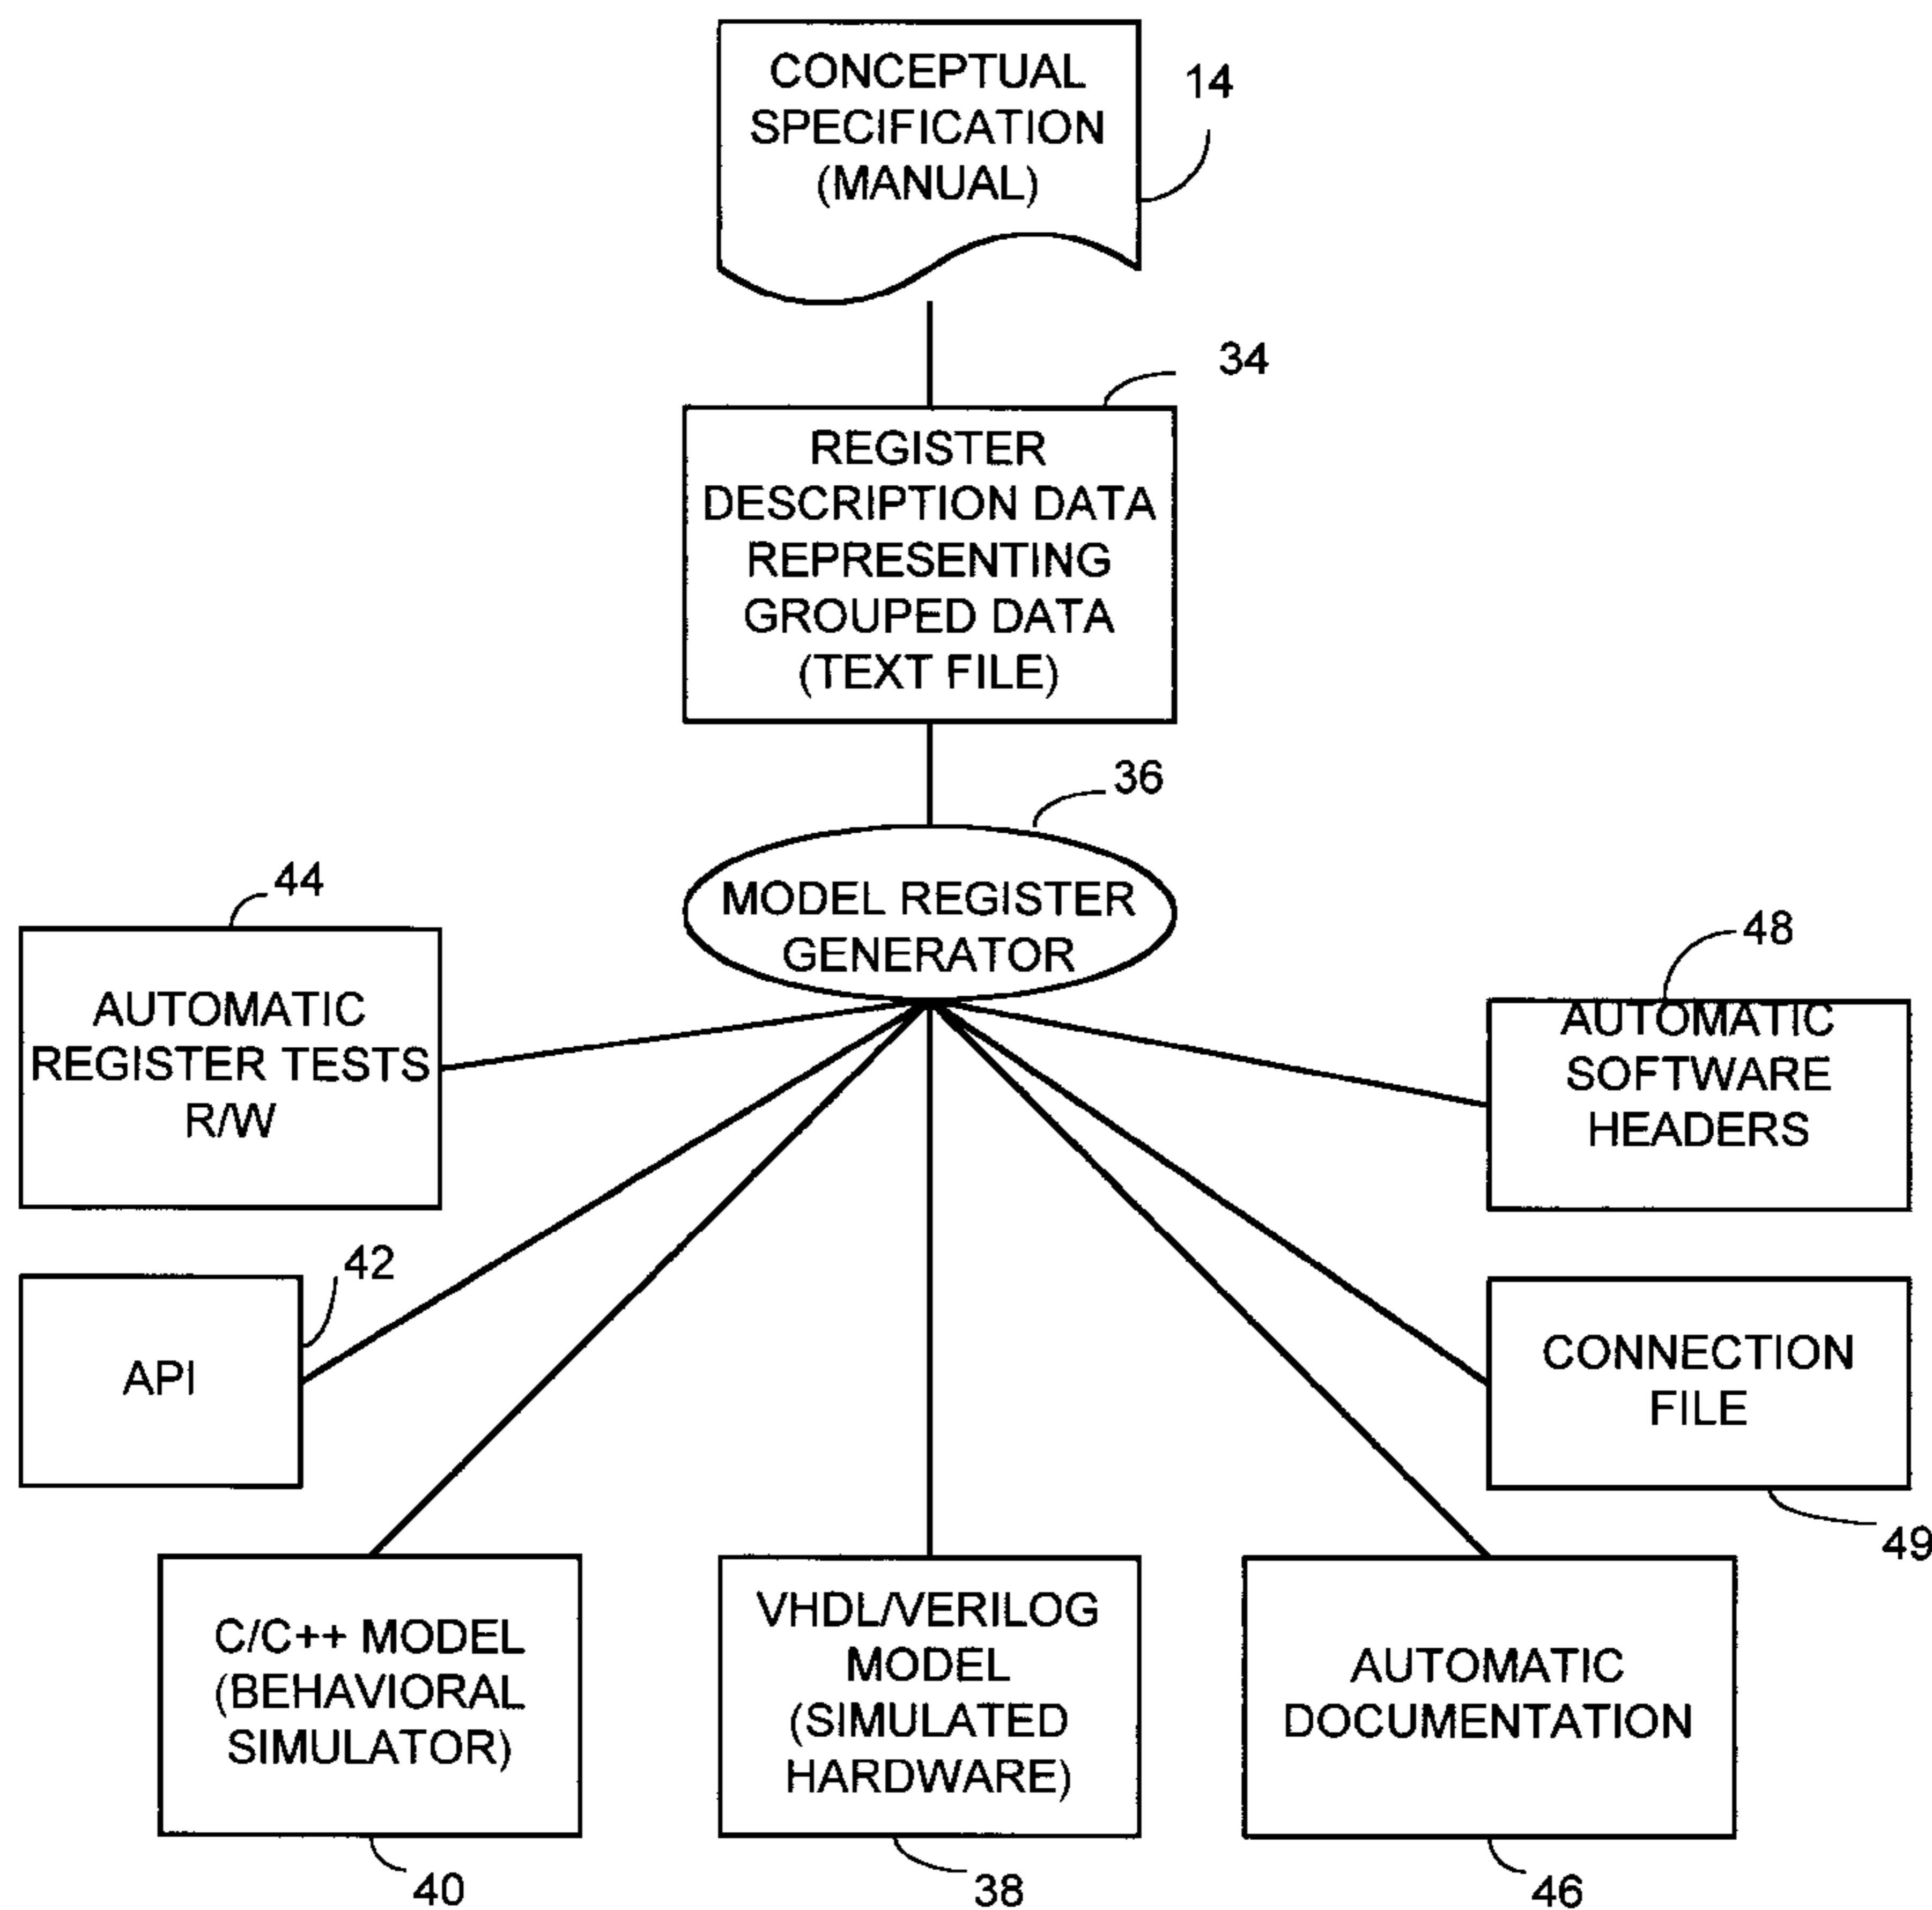 CONCEPTUAL
SPECIFICATION
(MANUAL)
14
34
REGISTER
DESCRIPTION DATA
REPRESENTING
GROUPED DATA
(TEXT FILE)
36
MODEL REGISTER
GENERATOR
44
AUTOMATIC
REGISTER TESTS
R/W
48
AUTOMATIC
SOFTWARE
HEADERS
42
API
CONNECTION
FILE
49
C/C++ MODEL
(BEHAVIORAL
SIMULATOR)
40
VHDL/VERILOG
MODEL
(SIMULATED
HARDWARE)
38
AUTOMATIC
DOCUMENTATION
46